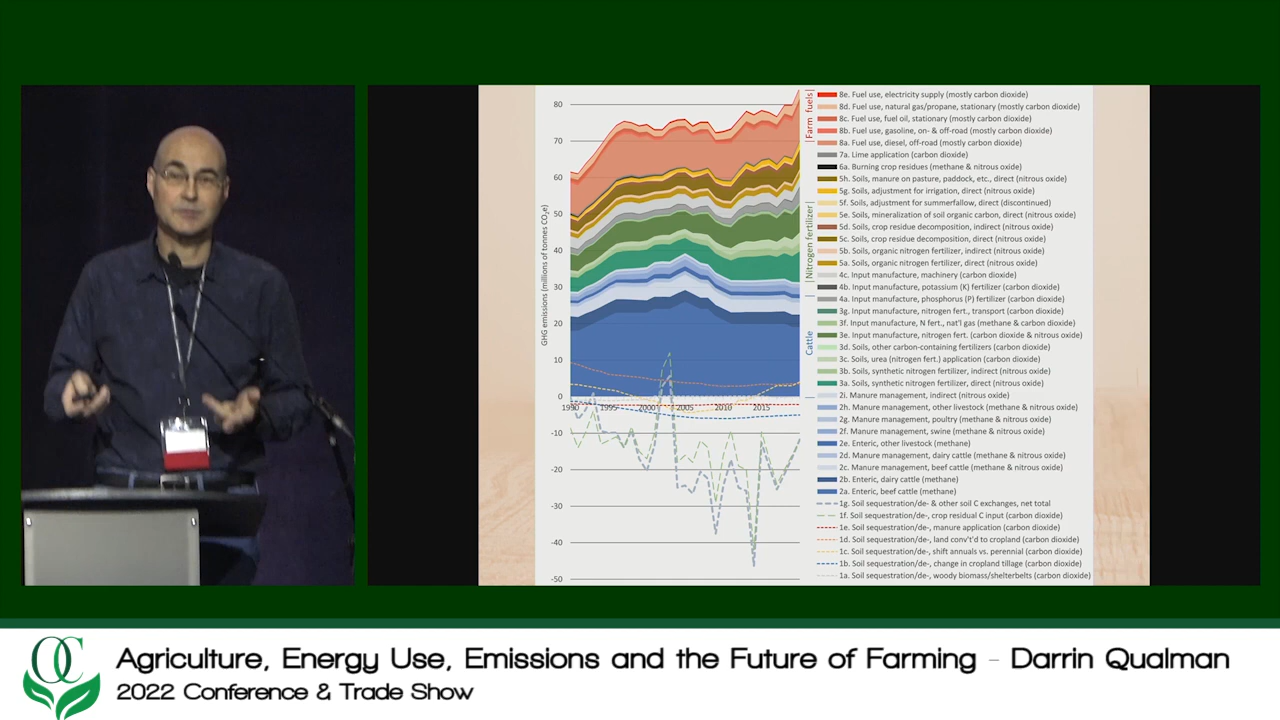 80
70
60
50
40
30
20
10
0
-10
-20
-30
-40
-50
GHG emissions (millions of tonnes CO₂e)
1990 1995 2000 2005 2010 2015
Farm fuels
Nitrogen fertilizer
Cattle
8e. Fuel use, electricity supply (mostly carbon dioxide)
8d. Fuel use, natural gas/propane, stationary (mostly carbon dioxide)
8c. Fuel use, fuel oil, stationary (mostly carbon dioxide)
8b. Fuel use, gasoline, on- & off-road (mostly carbon dioxide)
8a. Fuel use, diesel, off-road (mostly carbon dioxide)
7a. Lime application (carbon dioxide)
6a. Burning crop residues (methane & nitrous oxide)
5h. Soils, manure on pasture, paddock, etc., direct (nitrous oxide)
5g. Soils, adjustment for irrigation, direct (nitrous oxide)
5f. Soils, adjustment for summerfallow, direct (discontinued)
5e. Soils, mineralization of soil organic carbon, direct (nitrous oxide)
5d. Soils, crop residue decomposition, indirect (nitrous oxide)
5c. Soils, crop residue decomposition, direct (nitrous oxide)
5b. Soils, organic nitrogen fertilizer, indirect (nitrous oxide)
5a. Soils, organic nitrogen fertilizer, direct (nitrous oxide)
4c. Input manufacture, machinery (carbon dioxide)
4b. Input manufacture, potassium (K) fertilizer (carbon dioxide)
4a. Input manufacture, phosphorus (P) fertilizer (carbon dioxide)
3g. Input manufacture, nitrogen fert., transport (carbon dioxide)
3f. Input manufacture, N fert., nat'l gas (methane & carbon dioxide)
3e. Input manufacture, nitrogen fert. (carbon dioxide & nitrous oxide)
3d. Soils, other carbon-containing fertilizers (carbon dioxide)
3c. Soils, urea (nitrogen fert.) application (carbon dioxide)
3b. Soils, synthetic nitrogen fertilizer, indirect (nitrous oxide)
3a. Soils, synthetic nitrogen fertilizer, direct (nitrous oxide)
2i. Manure management, indirect (nitrous oxide)
2h. Manure management, other livestock (methane & nitrous oxide)
2g. Manure management, poultry (methane & nitrous oxide)
2f. Manure management, swine (methane & nitrous oxide)
2e. Enteric, other livestock (methane)
2d. Manure management, dairy cattle (methane & nitrous oxide)
2c. Manure management, beef cattle (methane & nitrous oxide)
2b. Enteric, dairy cattle (methane)
2a. Enteric, beef cattle (methane)
1g. Soil sequestration/de- & other soil C exchanges, net total
1f. Soil sequestration/de-, crop residual C input (carbon dioxide)
1e. Soil sequestration/de-, manure application (carbon dioxide)
1d. Soil sequestration/de-, land conv't'd to cropland (carbon dioxide)
1c. Soil sequestration/de-, shift annuals vs. perennial (carbon dioxide)
1b. Soil sequestration/de-, change in cropland tillage (carbon dioxide)
1a. Soil sequestration/de-, woody biomass/shelterbelts (carbon dioxide)
OC
Agriculture, Energy Use, Emissions and the Future of Farming - Darrin Qualman
2022 Conference & Trade Show